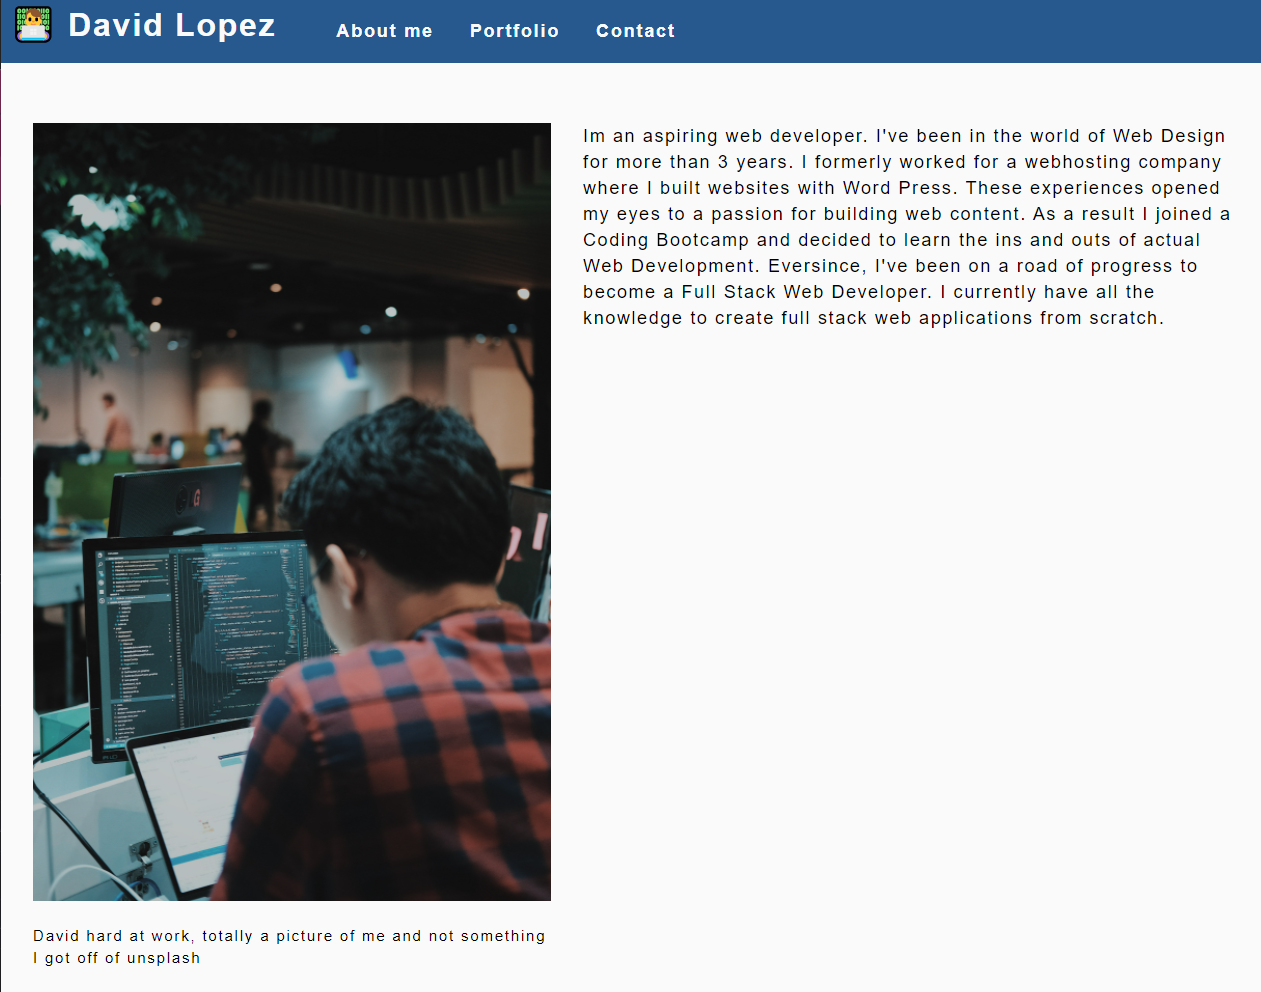 David Lopez
About me
Portfolio
Contact
Im an aspiring web developer. I've been in the world of Web Design
for more than 3 years. I formerly worked for a webhosting company
where I built websites with Word Press. These experiences opened
my eyes to a passion for building web content. As a result I joined a
Coding Bootcamp and decided to learn the ins and outs of actual
Web Development. Eversince, I've been on a road of progress to
become a Full Stack Web Developer. I currently have all the
knowledge to create full stack web applications from scratch.
David hard at work, totally a picture of me and not something
I got off of unsplash